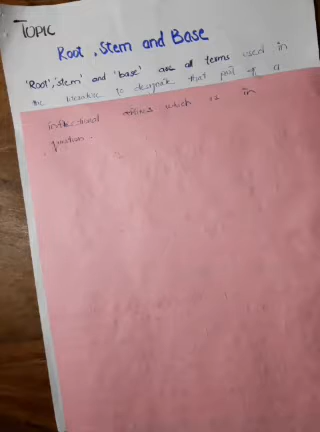 TOPIC
Root, Stem and Base
'Root', 'stem' and 'base' are all terms used in
the literature to designate that part of a
inflectional affixes which is in
question.